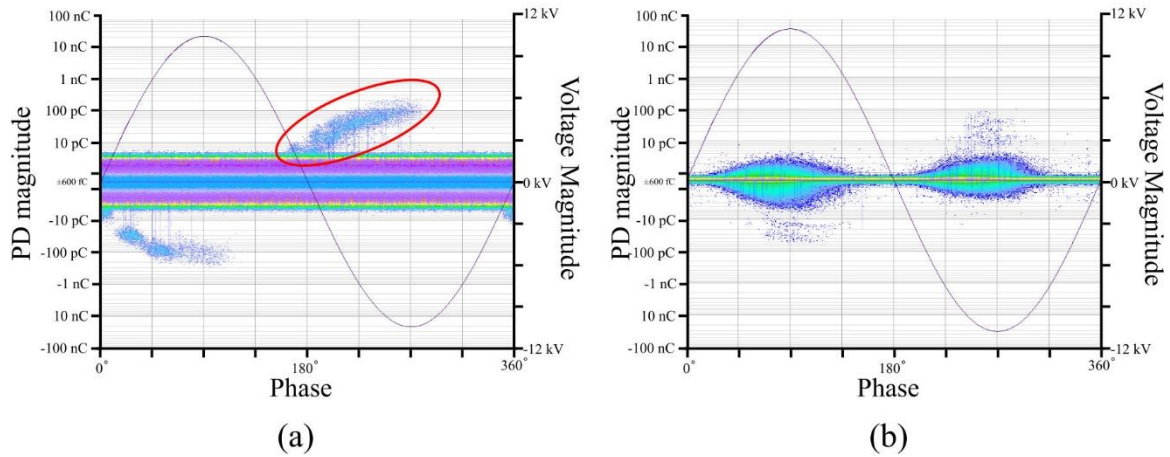 100 nC
10 nC
1 nC
100 pC
10 pC
±600 fC
-10 pC
-100 pC
-1 nC
10 nC
-100 nC
PD magnitude
12 kV
0 kV
-12 kV
Voltage Magnitude
0°
180°
360°
Phase
(a)
100 nC
10 nC
1 nC
100 pC
10 pC
±600 fC
-10 pC
-100 pC
-1 nC
10 nC
-100 nC
PD magnitude
12 kV
0 kV
-12 kV
Voltage Magnitude
0°
180°
360°
Phase
(b)